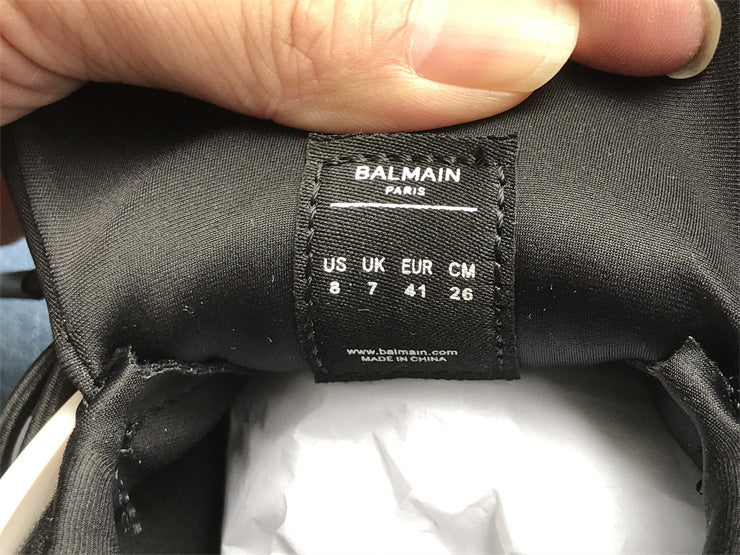 BALMAIN
PARIS
US UK EUR CM
8 7 41 26
www.balmain.com
MADE IN CHINA